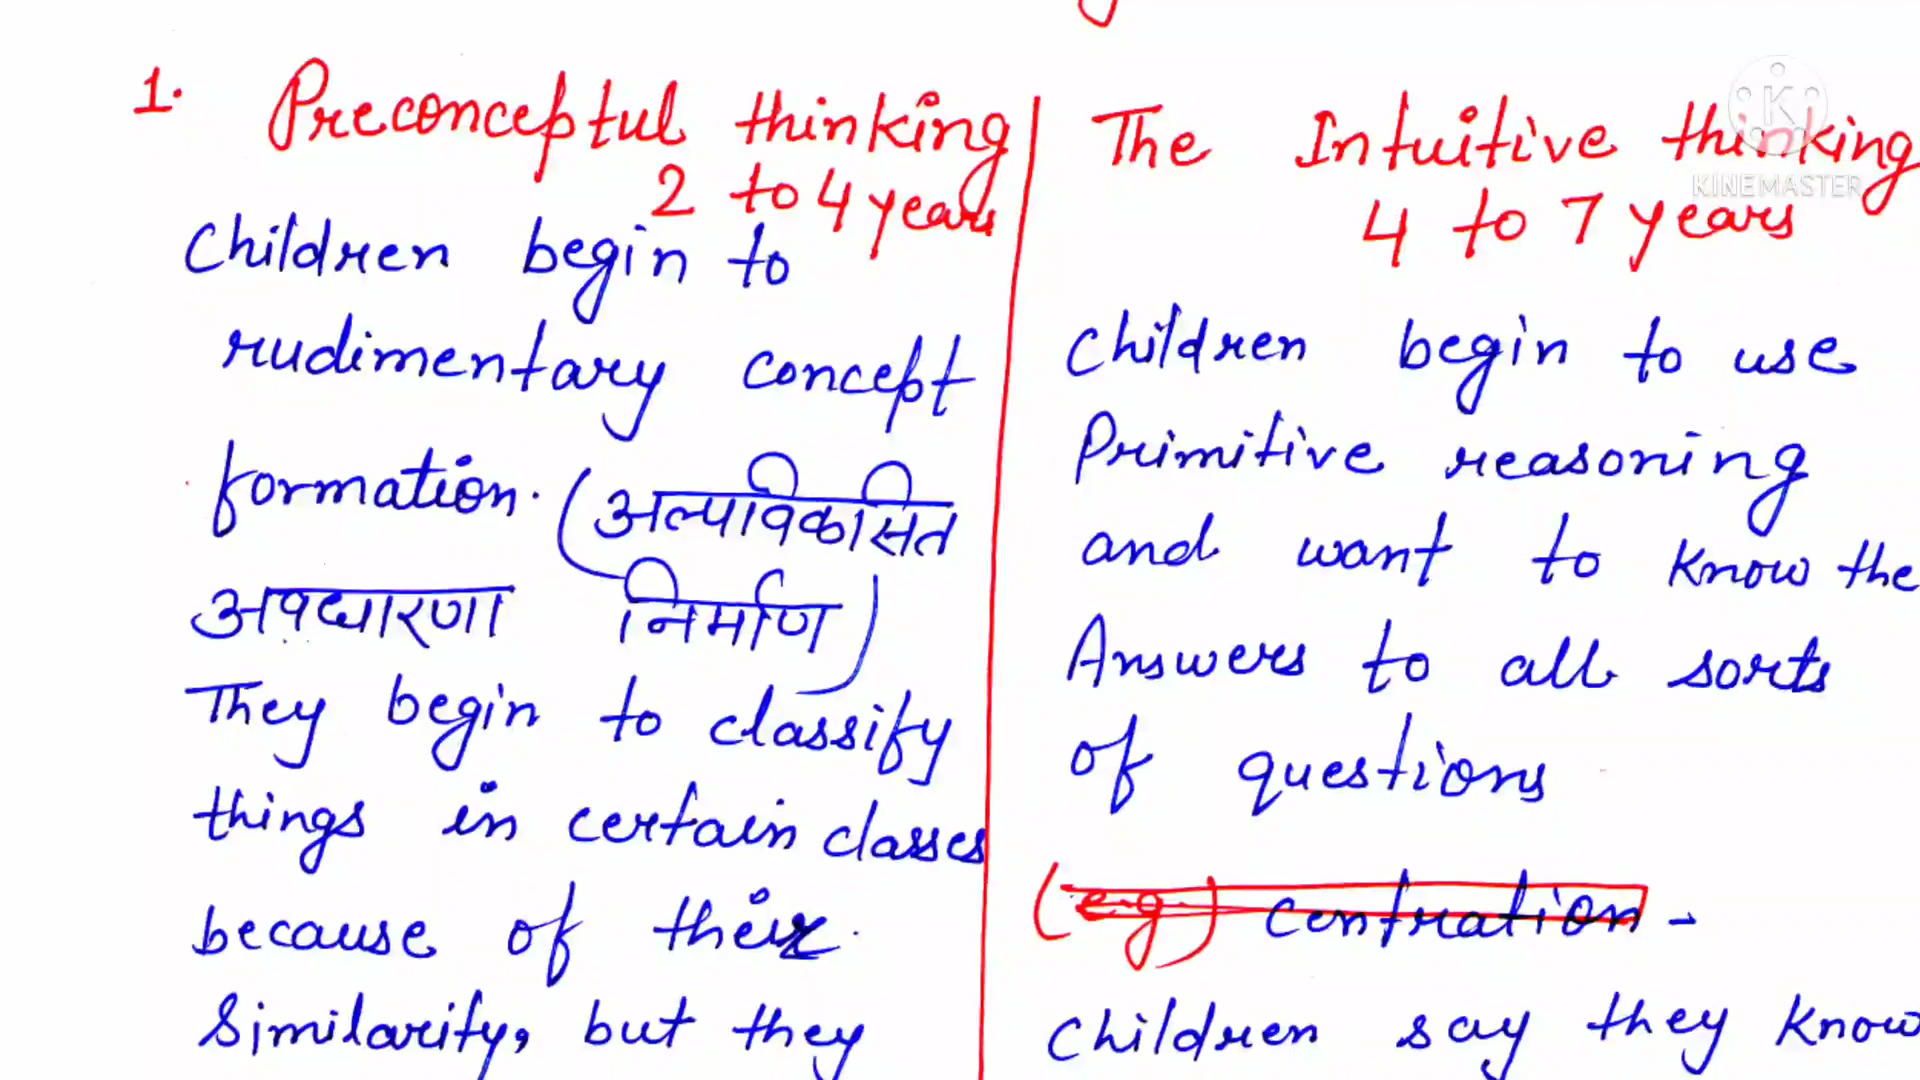 1. Preconceptul thinking
2 to 4 years
Children begin to
rudimentary concept
formation. (अल्पविकसित
अवधारणा निर्माण)
They begin to classify
things in certain classes
because of their
Similarity, but they
The Intuitive thinking
4 to 7 years
Children begin to use
Primitive reasoning
and want to know the
Answers to all sorts
of questions
(e.g.) Centration -
Children say they know
KINEMASTER